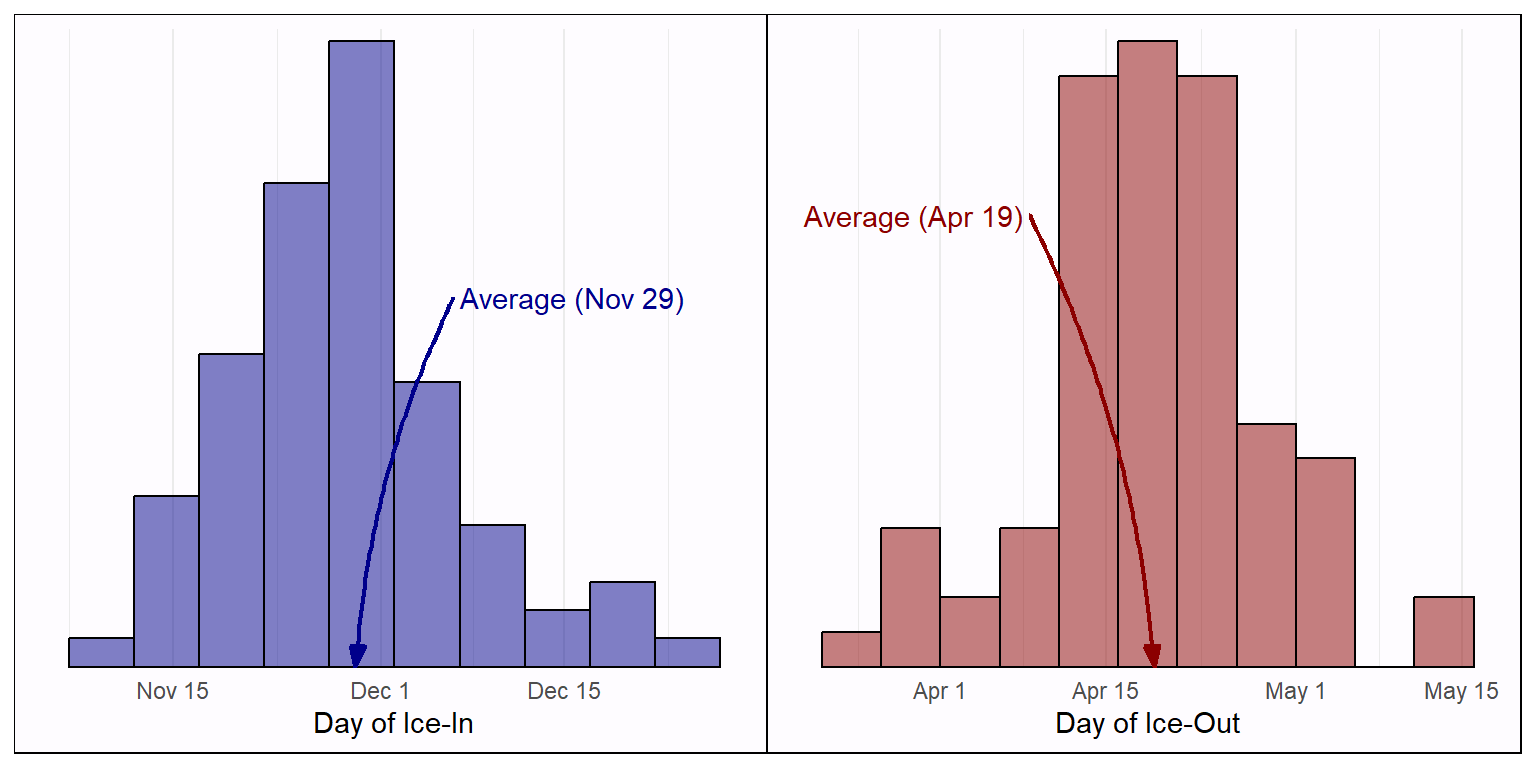 Average (Nov 29)
Nov 15
Dec 1
Dec 15
Day of Ice-In
Average (Apr 19)
Apr 1
Apr 15
May 1
May 15
Day of Ice-Out